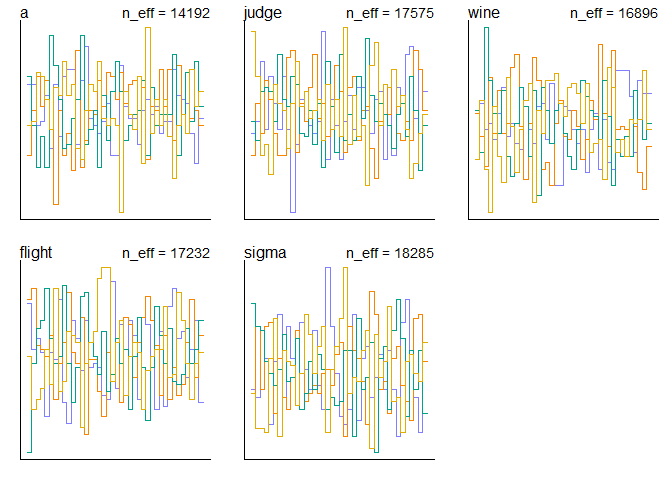 a n_eff = 14192
judge n_eff = 17575
wine n_eff = 16896
flight n_eff = 17232
sigma n_eff = 18285